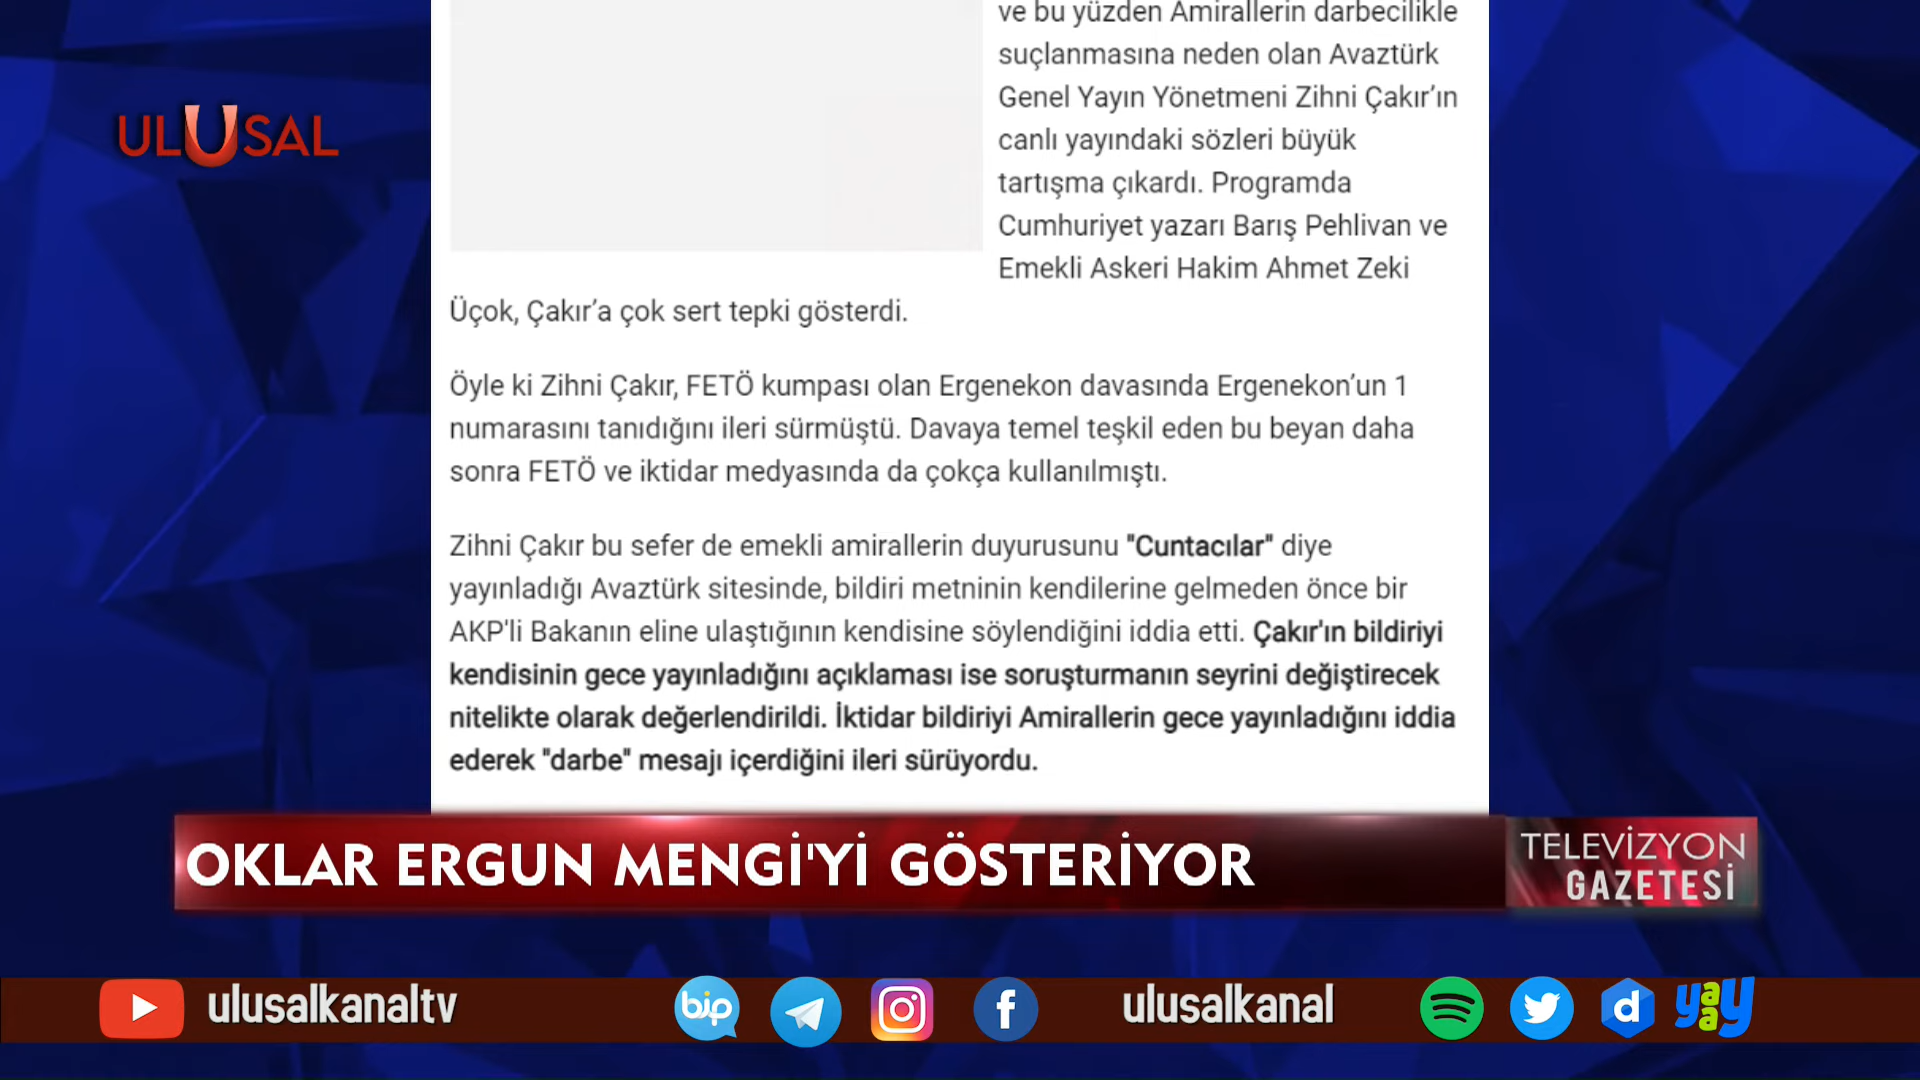 ve bu yüzden Amirallerin darbecilikle
suçlanmasına neden olan Avaztürk
Genel Yayın Yönetmeni Zihni Çakır’ın
canlı yayındaki sözleri büyük
tartışma çıkardı. Programda
Cumhuriyet yazarı Barış Pehlivan ve
Emekli Askeri Hakim Ahmet Zeki
Üçok, Çakır’a çok sert tepki gösterdi.
Öyle ki Zihni Çakır, FETÖ kumpası olan Ergenekon davasında Ergenekon’un 1
numarasını tanıdığını ileri sürmüştü. Davaya temel teşkil eden bu beyan daha
sonra FETÖ ve iktidar medyasında da çokça kullanılmıştı.
Zihni Çakır bu sefer de emekli amirallerin duyurusunu "Cuntacılar" diye
yayınladığı Avaztürk sitesinde, bildiri metninin kendilerine gelmeden önce bir
AKP'li Bakanın eline ulaştığının kendisine söylendiğini iddia etti. Çakır'ın bildiriyi
kendisinin gece yayınladığını açıklaması ise soruşturmanın seyrini değiştirecek
nitelikte olarak değerlendirildi. İktidar bildiriyi Amirallerin gece yayınladığını iddia
ederek "darbe" mesajı içerdiğini ileri sürüyordu.
ULUSAL
OKLAR ERGUN MENGİ'Yİ GÖSTERİYOR
TELEVİZYON
GAZETESİ
ulusalkanaltv
bip
ulusalkanal
d
yaay